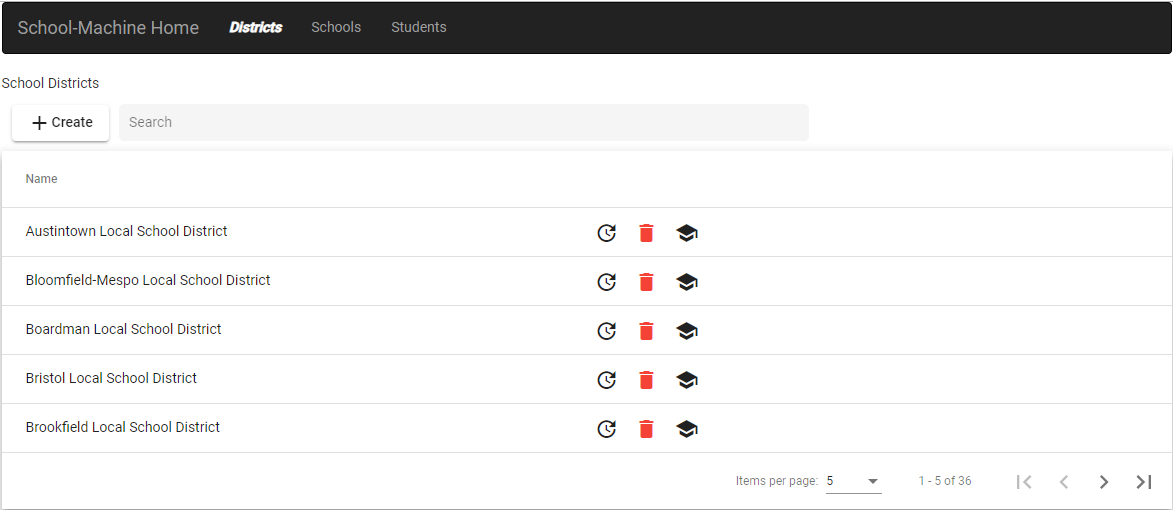 School-Machine Home Districts Schools Students
School Districts
Create Search
Name
Austintown Local School District
Bloomfield-Mespo Local School District
Boardman Local School District
Bristol Local School District
Brookfield Local School District
Items per page: 5 1 - 5 of 36